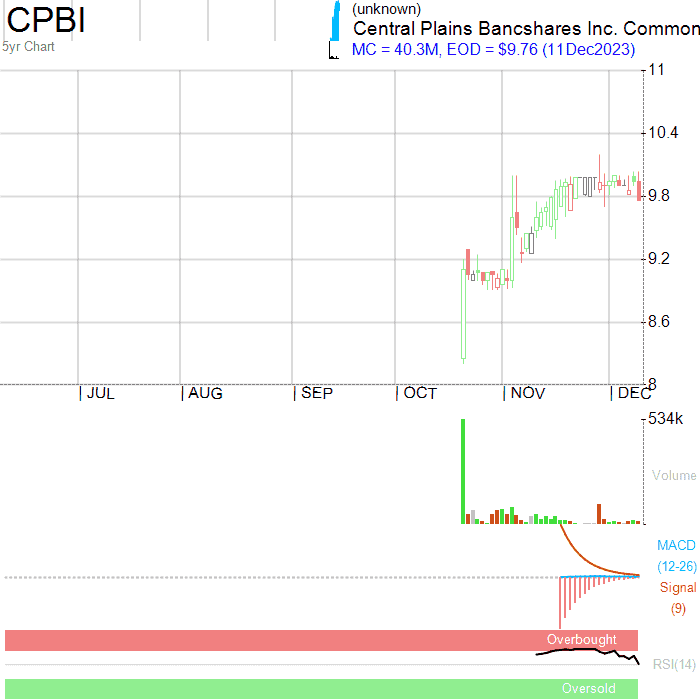 CPBI
5yr Chart
(unknown)
Central Plains Bancshares Inc. Common
MC = 40.3M, EOD = $9.76 (11Dec2023)
11
10.4
9.8
9.2
8.6
8
| JUL | AUG | SEP | OCT | NOV | DEC
534k
Volume
MACD
(12-26)
Signal
(9)
Overbought
RSI(14)
Oversold